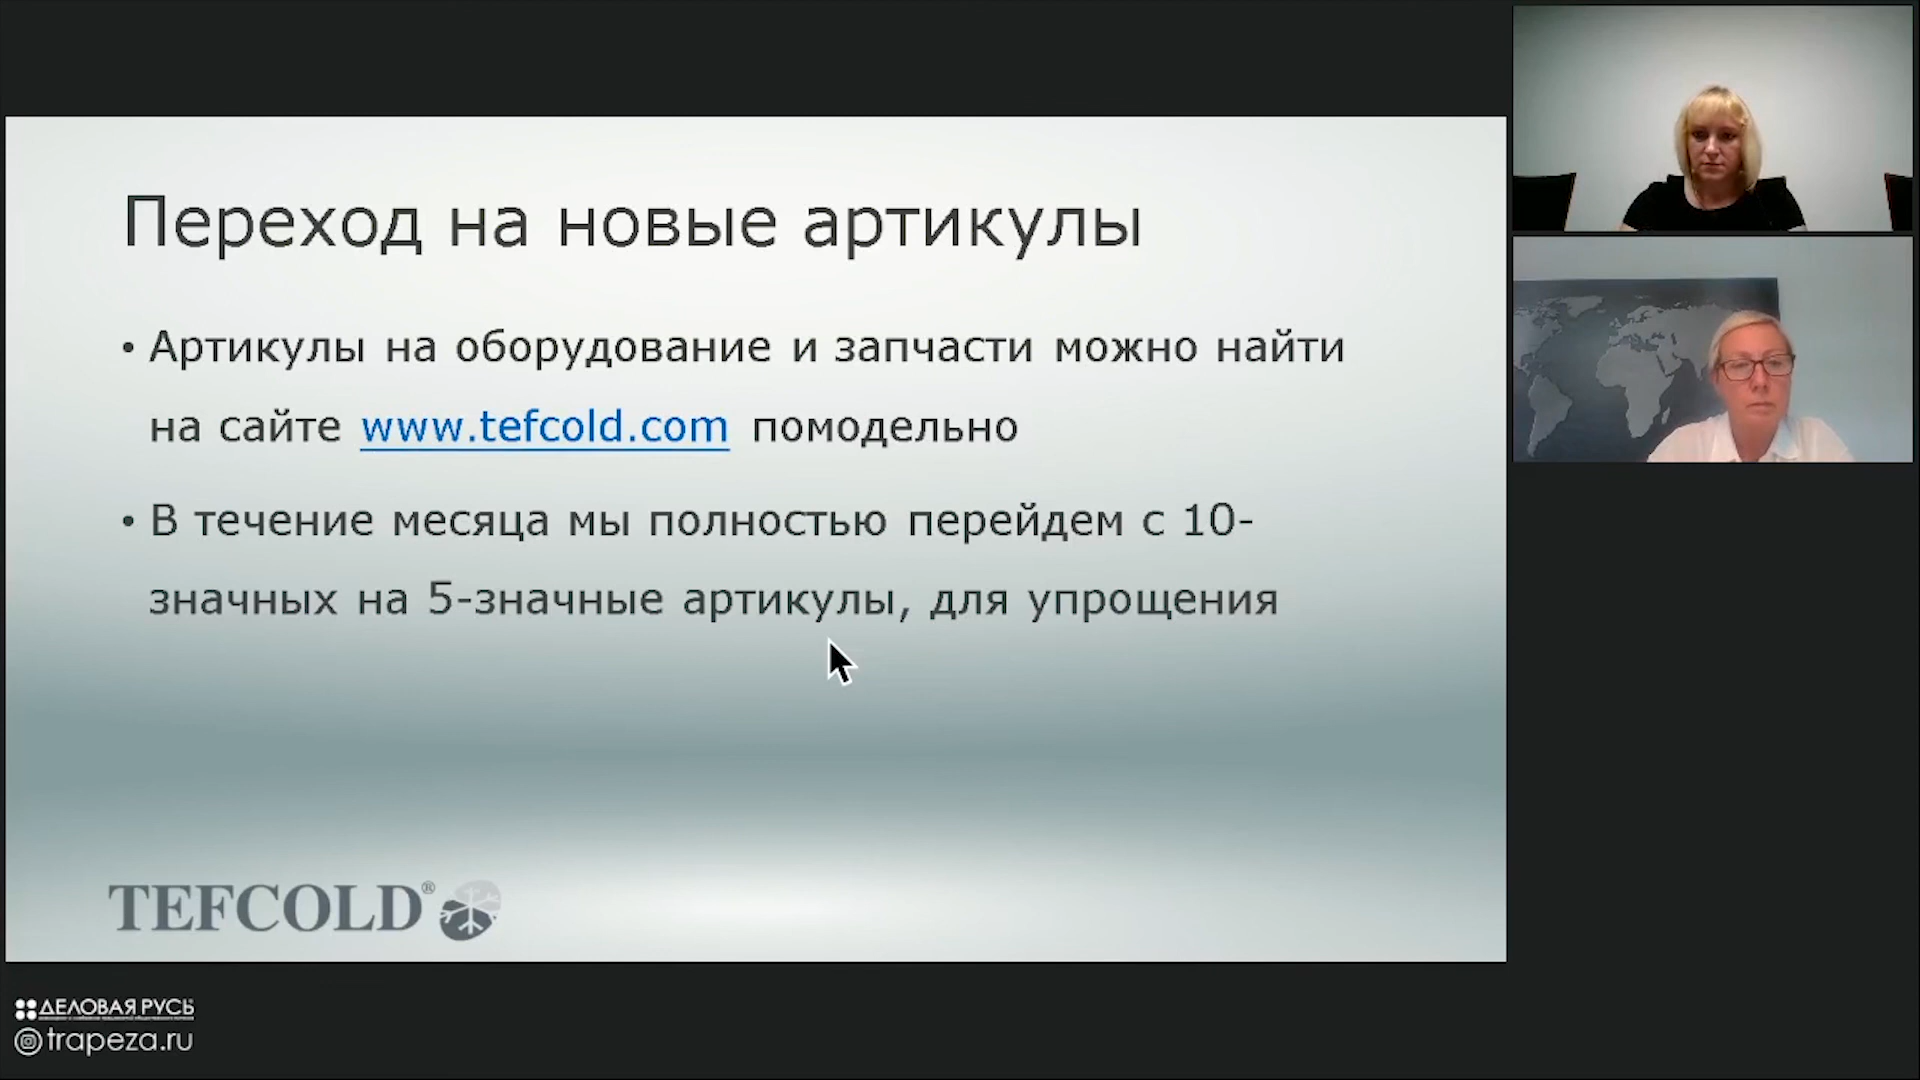 Переход на новые артикулы
• Артикулы на оборудование и запчасти можно найти
на сайте www.tefcold.com помодельно
• В течение месяца мы полностью перейдем с 10-
значных на 5-значные артикулы, для упрощения
TEFCOLD®
ДЕЛОВАЯ РУСЬ
trapeza.ru